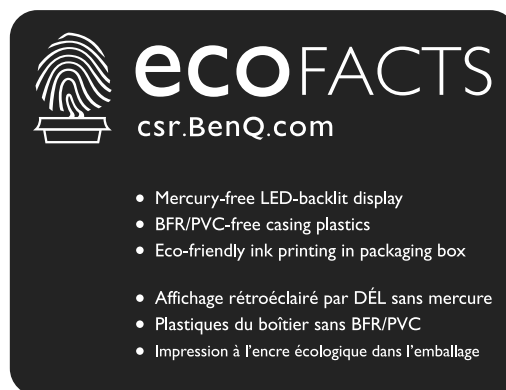 ecoFACTS
csr.BenQ.com
• Mercury-free LED-backlit display
• BFR/PVC-free casing plastics
• Eco-friendly ink printing in packaging box
• Affichage rétroéclairé par DÉL sans mercure
• Plastiques du boîtier sans BFR/PVC
• Impression à l'encre écologique dans l'emballage